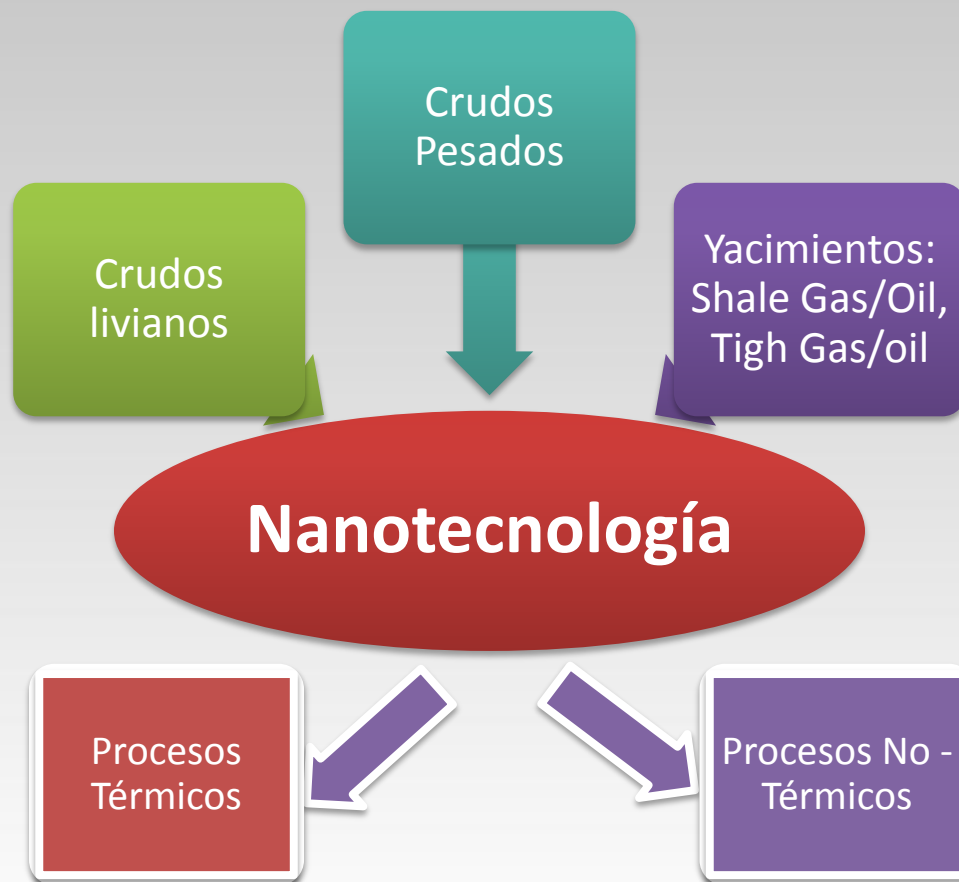 Crudos
Pesados
Crudos
livianos
Yacimientos:
Shale Gas/Oil,
Tigh Gas/oil
Nanotecnología
Procesos
Térmicos
Procesos No -
Térmicos